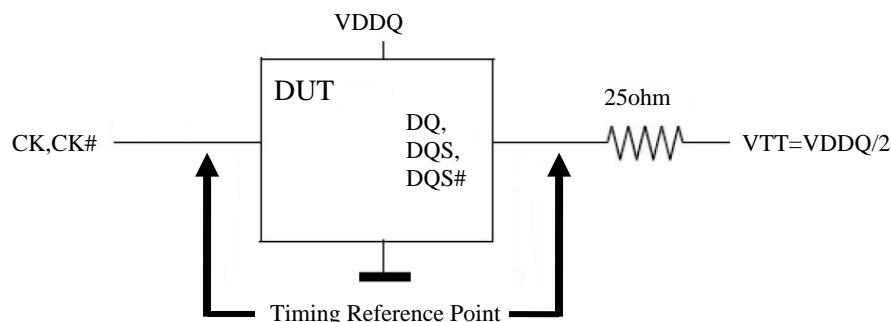 VDDQ
DUT
25ohm
DQ,
CK,CK#
DQS,
VTT=VDDQ/2
DQS#
Timing Reference Point